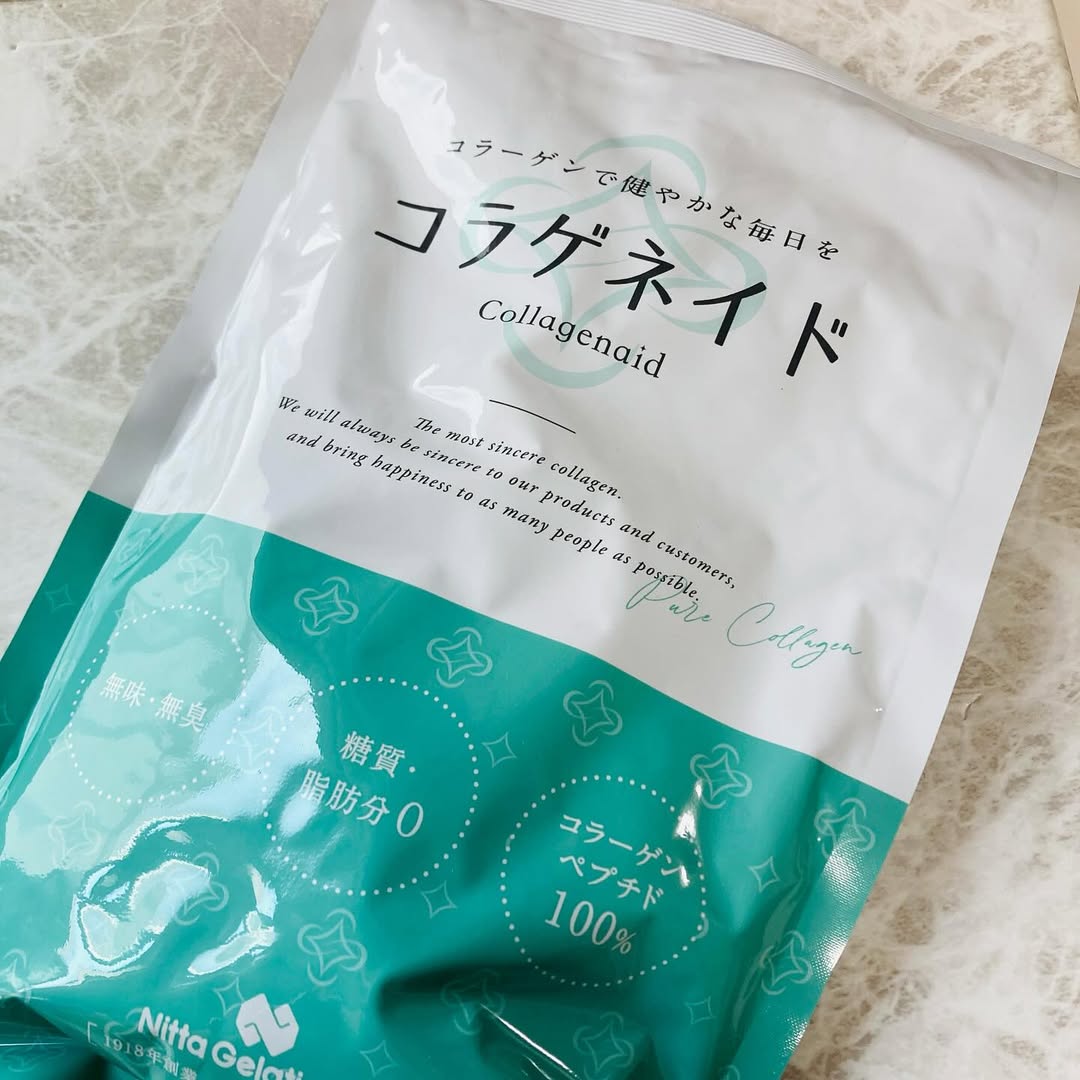 コラーゲンで健やかな毎日を
コラゲネイド
Collagenaid
The most sincere collagen.
We will always be sincere to our products and customers,
and bring happiness to as many people as possible.
Pure Collagen
無味・無臭
糖質・
脂肪分0
コラーゲン
ペプチド
100%
Nitta Gelati
1918年創業